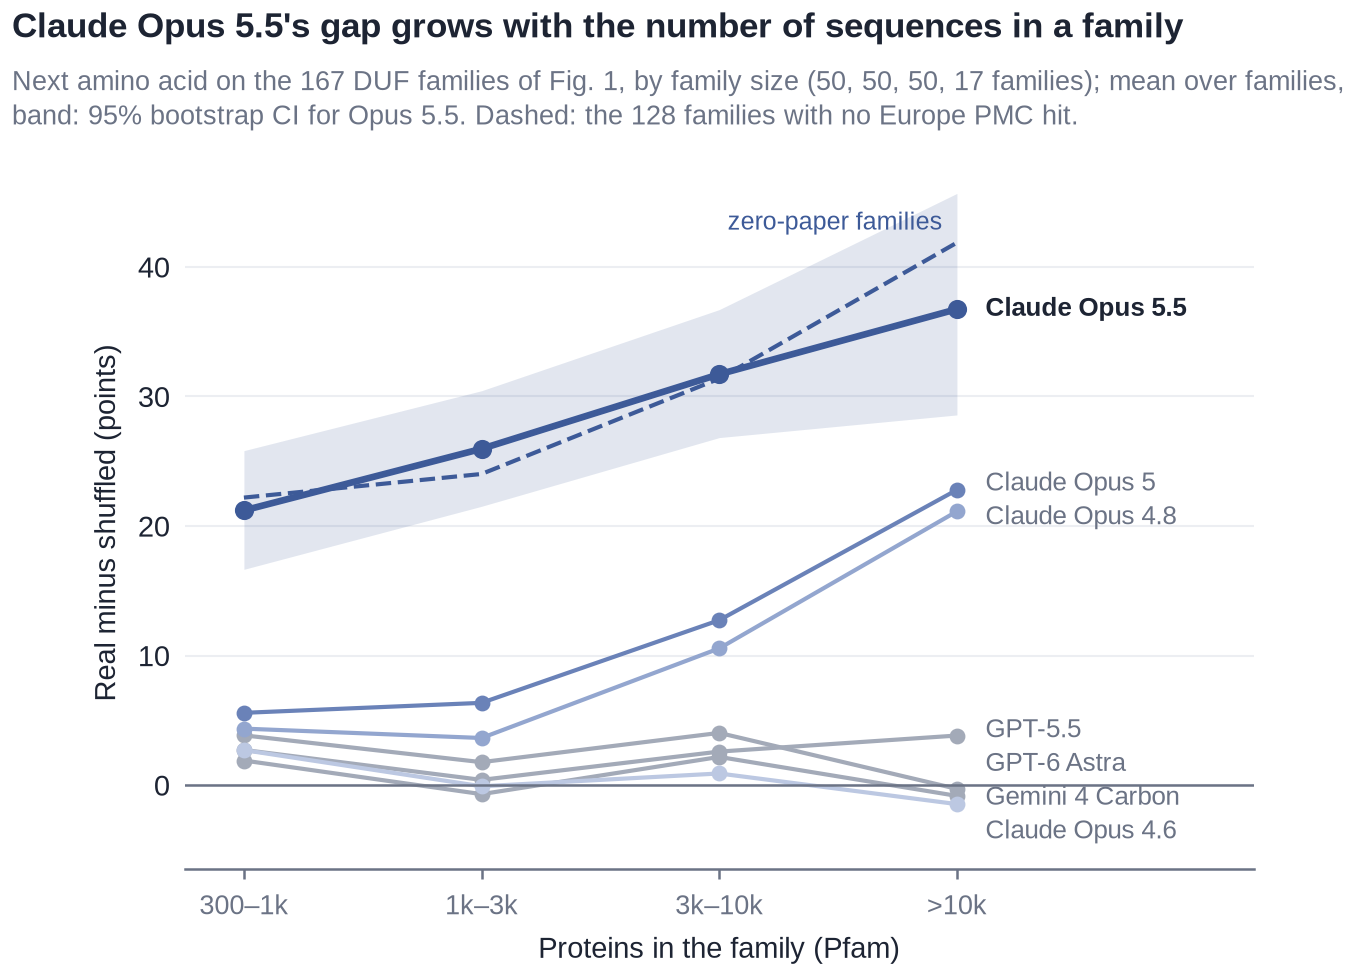 Claude Opus 5.5's gap grows with the number of sequences in a family
Next amino acid on the 167 DUF families of Fig. 1, by family size (50, 50, 50, 17 families); mean over families,
band: 95% bootstrap CI for Opus 5.5. Dashed: the 128 families with no Europe PMC hit.
zero-paper families
40
Claude Opus 5.5
30
Claude Opus 5
Claude Opus 4.8
20
10
GPT-5.5
GPT-6 Astra
0
Gemini 4 Carbon
Claude Opus 4.6
Real minus shuffled (points)
300–1k
1k–3k
3k–10k
>10k
Proteins in the family (Pfam)